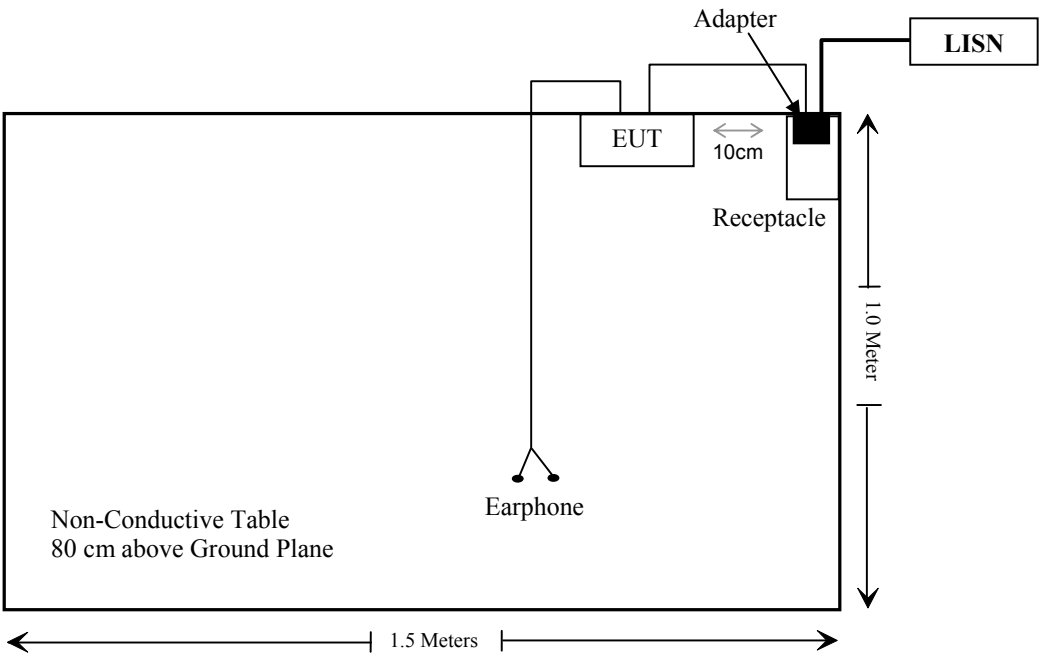 Adapter
LISN
EUT
10cm
Receptacle
1.0 Meter
Earphone
Non-Conductive Table
80 cm above Ground Plane
1.5 Meters